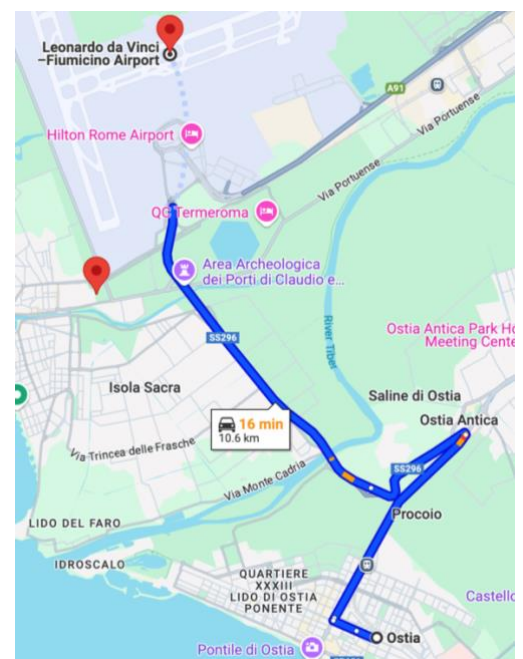 Leonardo da Vinci
–Fiumicino Airport
A91
Via Portuense
Hilton Rome Airport
Via Portuense
QC Termeroma
Area Archeologica
dei Porti di Claudio e...
SS296
River Tiber
Ostia Antica Park Ho
Meeting Cente
Isola Sacra
Saline di Ostia
16 min
10.6 km
Ostia Antica
Via Trincea delle Frasche
SS296
Via Monte Cadria
Procoio
LIDO DEL FARO
IDROSCALO
QUARTIERE
XXXIII
LIDO DI OSTIA
PONENTE
Castello
Ostia
Pontile di Ostia